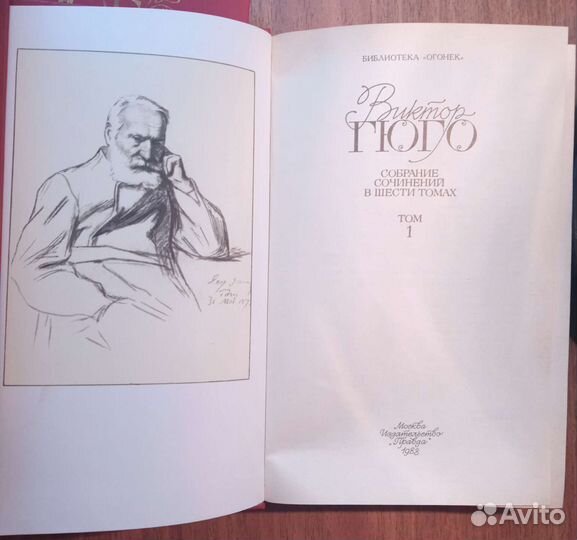 БИБЛИОТЕКА «ОГОНЕК»
Виктор
ГЮГО
СОБРАНИЕ
СОЧИНЕНИЙ
В ШЕСТИ ТОМАХ
ТОМ
1
Москва
Издательство
"Правда"
1988
Avito